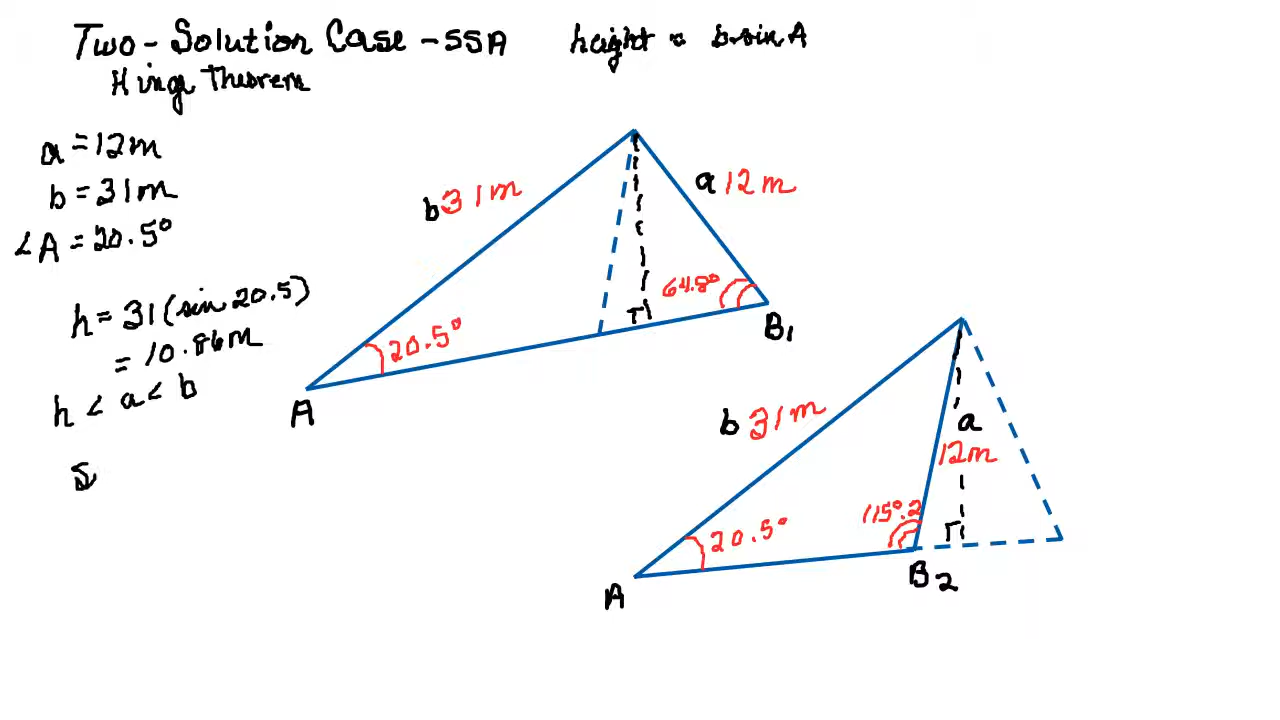 Two-Solution Case - SSA height = b sin A
Hinge Theorem
a = 12m
b = 31m
∠A = 20.5°
h = 31 (sin 20.5)
= 10.86m
h < a < b
S
b 31m
a 12m
64.8°
20.5°
A
B1
b 31m
a
12m
115°.2
20.5°
A
B2